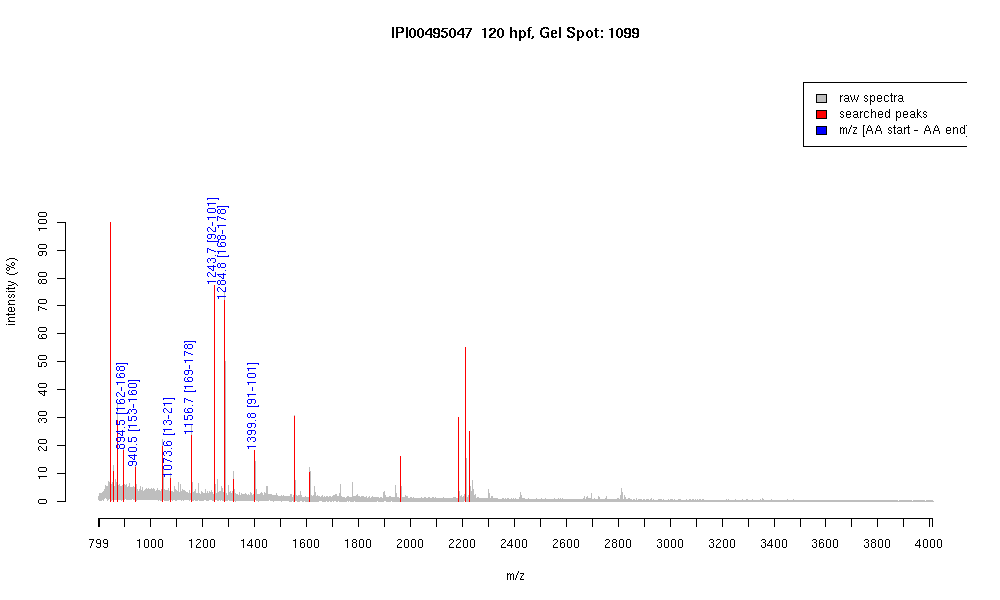 IPI00495047 120 hpf, Gel Spot: 1099
raw spectra
searched peaks
m/z [AA start - AA end]
intensity (%)
100
90
80
70
60
50
40
30
20
10
0
894.5 [162-168]
940.5 [153-160]
1073.6 [13-21]
1156.7 [169-178]
1243.7 [92-101]
1284.8 [168-178]
1399.8 [91-101]
799 1000 1200 1400 1600 1800 2000 2200 2400 2600 2800 3000 3200 3400 3600 3800 4000
m/z